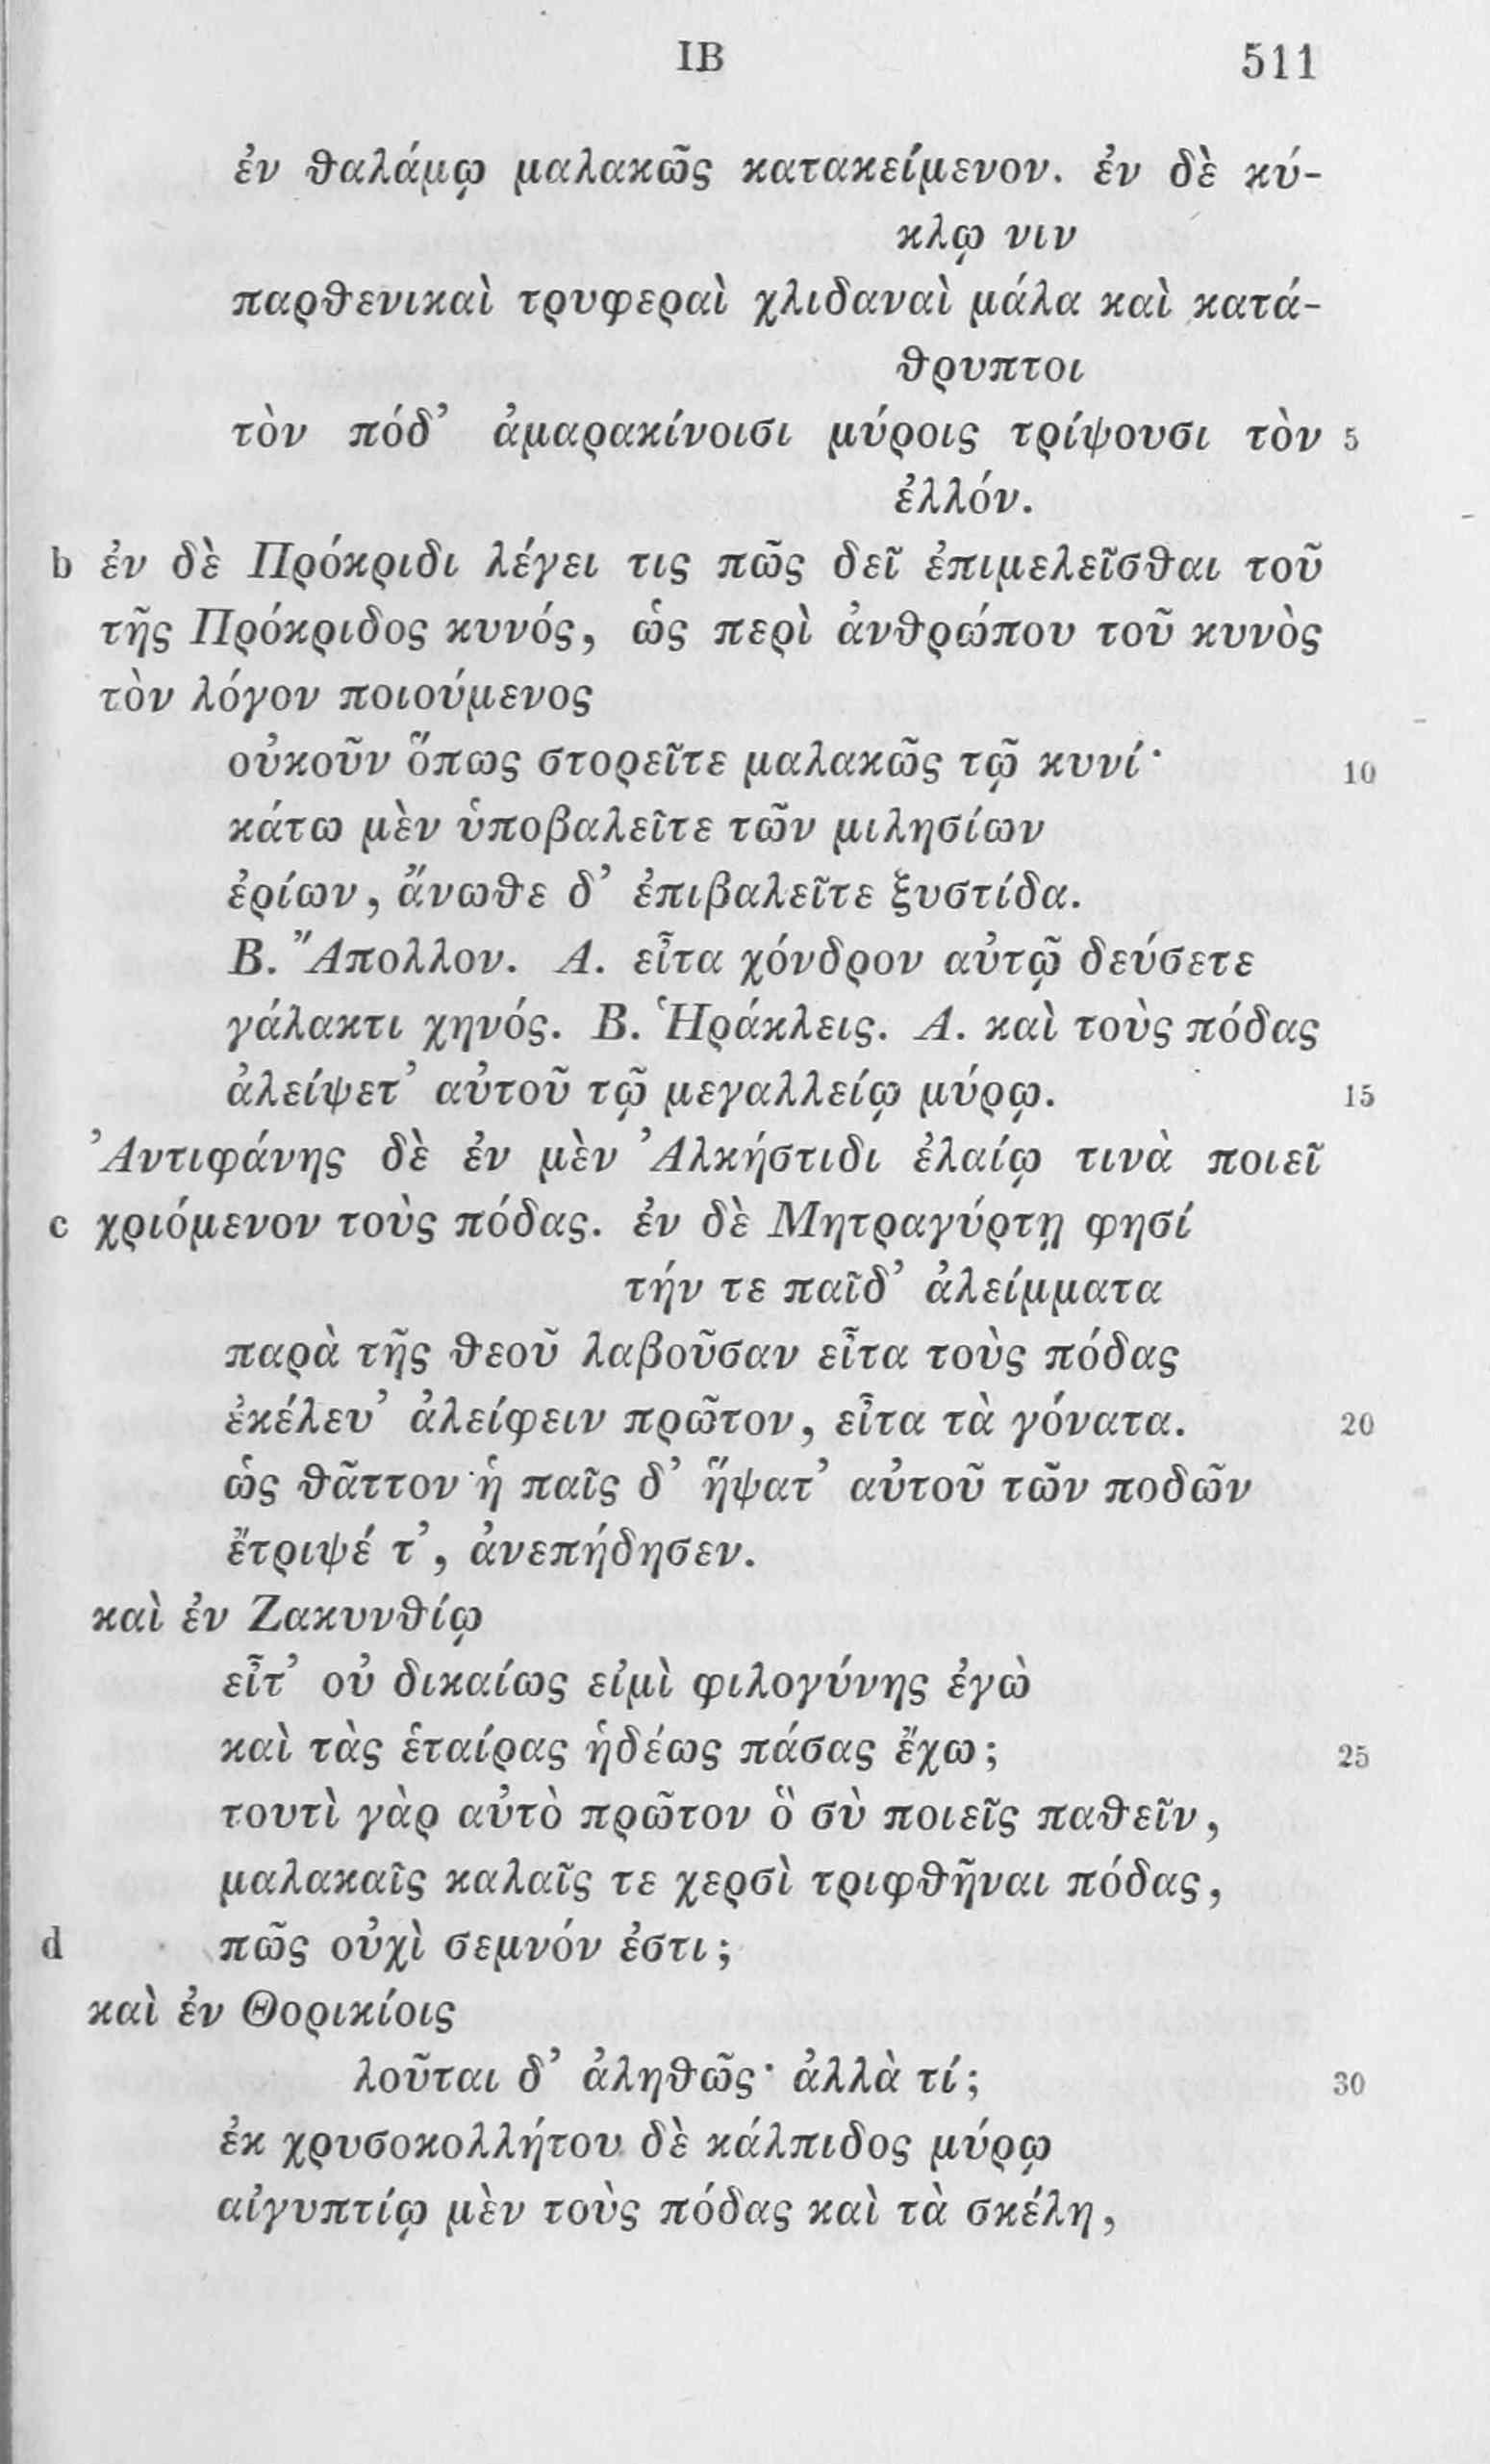 ΙΒ 511
ἐν θαλάμῳ μαλακῶς κατακείμενον. ἐν δὲ κύ-
κλῳ νιν
παρθενικαὶ τρυφεραὶ χλιδαναὶ μάλα καὶ κατά-
θρυπτοι
τὸν πόδ’ ἀμαρακίνοισι μύροις τρίψουσι τὸν 5
ἐλλόν.
b ἐν δὲ Πρόκριδι λέγει τις πῶς δεῖ ἐπιμελεῖσθαι τοῦ
τῆς Πρόκριδος κυνός, ὡς περὶ ἀνθρώπου τοῦ κυνὸς
τὸν λόγον ποιούμενος
οὐκοῦν ὅπως στορεῖτε μαλακῶς τῷ κυνί· 10
κάτω μὲν ὑποβαλεῖτε τῶν μιλησίων
ἐρίων, ἄνωθε δ’ ἐπιβαλεῖτε ξυστίδα.
Β. Ἄπολλον. Α. εἶτα χόνδρον αὐτῷ δεύσετε
γάλακτι χηνός. Β. Ἡράκλεις. Α. καὶ τοὺς πόδας
ἀλείψετ’ αὐτοῦ τῷ μεγαλλείῳ μύρῳ. 15
Ἀντιφάνης δὲ ἐν μὲν Ἀλκήστιδι ἐλαίῳ τινὰ ποιεῖ
c χριόμενον τοὺς πόδας. ἐν δὲ Μητραγύρτῃ φησί
τήν τε παῖδ’ ἀλείμματα
παρὰ τῆς θεοῦ λαβοῦσαν εἶτα τοὺς πόδας
ἐκέλευ’ ἀλείφειν πρῶτον, εἶτα τὰ γόνατα. 20
ὡς θᾶττον ἡ παῖς δ’ ἥψατ’ αὐτοῦ τῶν ποδῶν
ἔτριψέ τ’, ἀνεπήδησεν.
καὶ ἐν Ζακυνθίῳ
εἶτ’ οὐ δικαίως εἰμὶ φιλογύνης ἐγὼ
καὶ τὰς ἑταίρας ἡδέως πάσας ἔχω; 25
τουτὶ γὰρ αὐτὸ πρῶτον ὃ σὺ ποιεῖς παθεῖν,
μαλακαῖς καλαῖς τε χερσὶ τριφθῆναι πόδας,
d πῶς οὐχὶ σεμνόν ἐστι;
καὶ ἐν Θορικίοις
λοῦται δ’ ἀληθῶς· ἀλλὰ τί; 30
ἐκ χρυσοκολλήτου δὲ κάλπιδος μύρῳ
αἰγυπτίῳ μὲν τοὺς πόδας καὶ τὰ σκέλη,